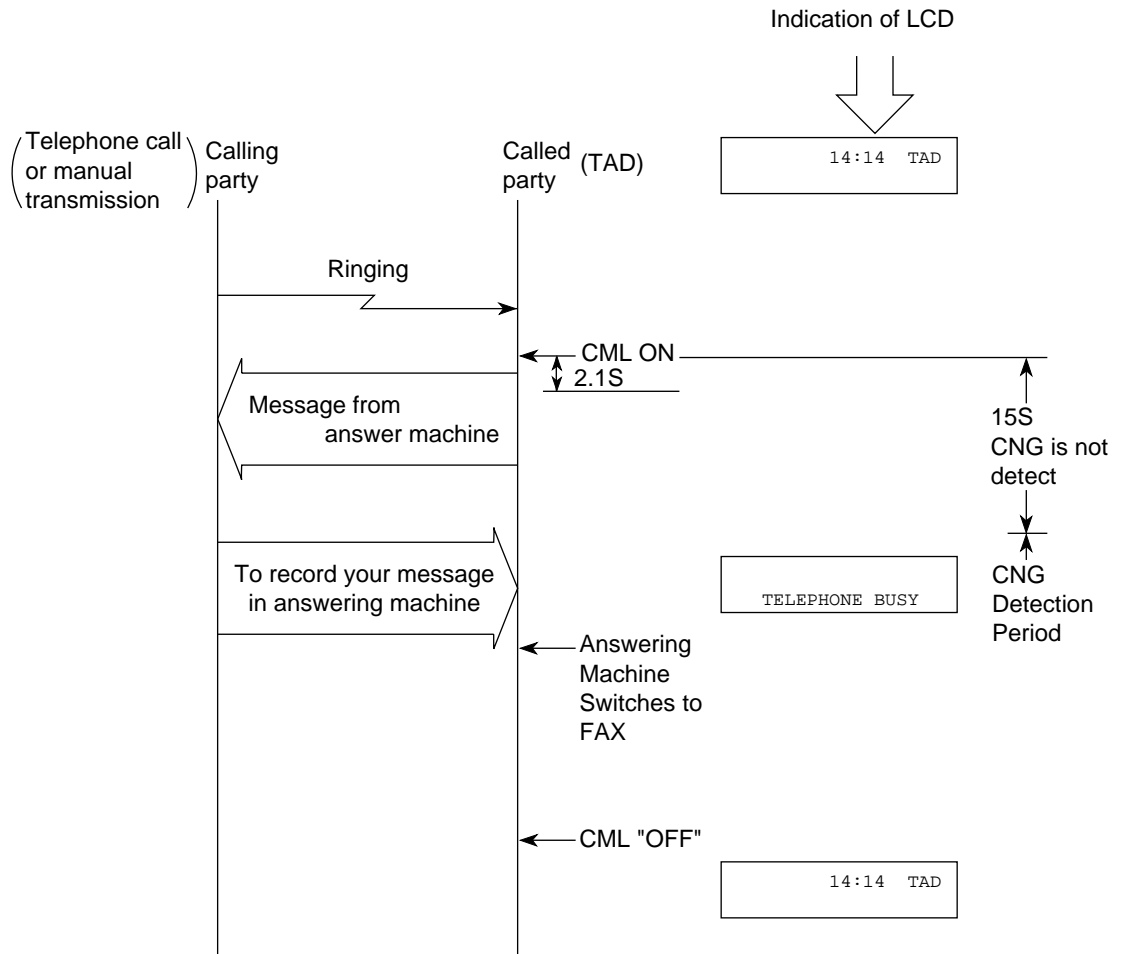 Indication of LCD
Telephone call
or manual
transmission
Calling
party
Called
party
(TAD)
14:14 TAD
Ringing
CML ON
2.1S
Message from
answer machine
15S
CNG is not
detect
To record your message
in answering machine
TELEPHONE BUSY
CNG
Detection
Period
Answering
Machine
Switches to
FAX
CML "OFF"
14:14 TAD